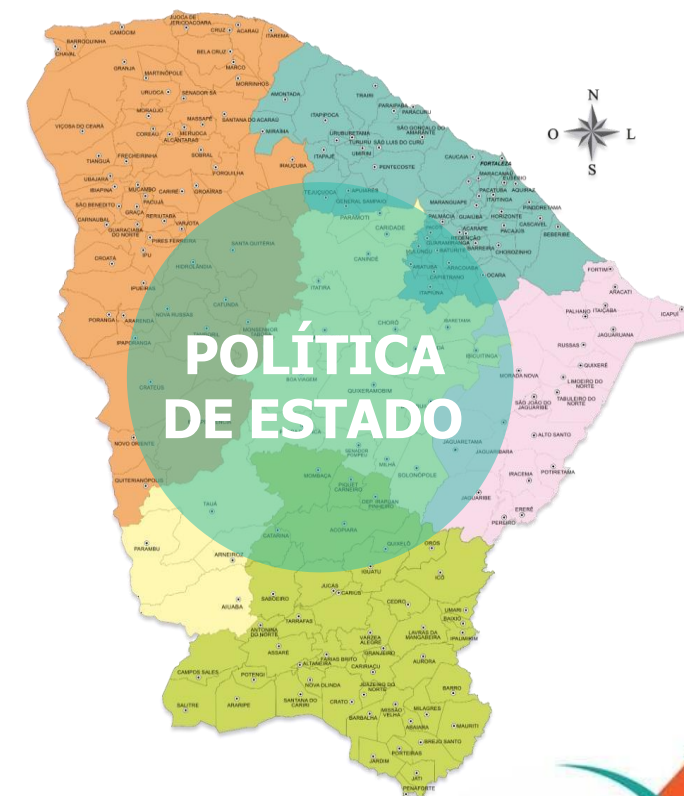 JIJOCA DE
JERICOACOARA
CRUZ
ACARAÚ
ITAREMA
CAMOCIM
BARROQUINHA
CHAVAL
BELA CRUZ
MARCO
GRANJA
MARTINÓPOLE
MORRINHOS
URUOCA
SENADOR SÁ
AMONTADA
TRAIRI
PARAIPABA
PARACURU
N
O
L
S
MORAÚJO
MASSAPÊ
SANTANA DO ACARAÚ
ITAPIPOCA
SÃO GONÇALO DO
AMARANTE
VIÇOSA DO CEARÁ
COREAÚ
MERUOCA
ALCÂNTARAS
MIRAÍMA
URUBURETAMA
TURURU
SÃO LUIS DO CURU
UMIRIM
CAUCAIA
FORTALEZA
TIANGUÁ
FRECHEIRINHA
SOBRAL
IRAUÇUBA
ITAPAJÉ
PENTECOSTE
MARACANAÚ
EUSÉBIO
UBAJARA
FORQUILHA
PACATUBA
AQUIRAZ
IBIAPINA
MUCAMBO
CARIRÉ
GROAÍRAS
TEJUÇUOCA
APUIARÉS
GENERAL SAMPAIO
MARANGUAPE
ITAITINGA
PINDORETAMA
SÃO BENEDITO
PACUJÁ
GRAÇA
RERIUTABA
VARJOTA
PARAMOTI
PALMÁCIA
GUAIÚBA
HORIZONTE
CASCAVEL
CARNAUBAL
GUARACIABA
DO NORTE
PIRES FERREIRA
CARIDADE
ACARAPE
PACAJUS
BEBERIBE
REDENÇÃO
BARREIRA
CHOROZINHO
CROATÁ
IPU
SANTA QUITÉRIA
CANINDÉ
ARATUBA
ARACOIABA
CAPISTRANO
OCARA
FORTIM
HIDROLÂNDIA
ITATIRA
ITAPIÚNA
ARACATI
IPUEIRAS
CATUNDA
PALHANO
ITAIÇABA
ICAPUÍ
PORANGA
NOVA RUSSAS
CHORÓ
IBARETAMA
JAGUARUANA
IPAPORANGA
RUSSAS
IBICUITINGA
QUIXERÉ
POLÍTICA
DE ESTADO
MORADA NOVA
LIMOEIRO DO
NORTE
CRATEÚS
BOA VIAGEM
QUIXERAMOBIM
TABULEIRO DO
NORTE
SÃO JOÃO DO
JAGUARIBE
NOVO ORIENTE
JAGUARETAMA
ALTO SANTO
SENADOR
POMPEU
JAGUARIBARA
QUITERIANÓPOLIS
MOMBAÇA
PIQUET
CARNEIRO
MILHÃ
SOLONÓPOLE
IRACEMA
POTIRETAMA
TAUÁ
DEP. IRAPUAN
PINHEIRO
JAGUARIBE
ERERÊ
CATARINA
ACOPIARA
PEREIRO
PARAMBU
ARNEIROZ
QUIXELÔ
ORÓS
IGUATU
ICÓ
AIUABA
SABOEIRO
JUCÁS
CARIÚS
CEDRO
UMARI
TARRAFAS
BAIXIO
ANTONINA
DO NORTE
VÁRZEA
ALEGRE
LAVRAS DA
MANGABEIRA
IPAUMIRIM
ASSARÉ
GRANJEIRO
FARIAS BRITO
ALTANEIRA
CARIRIAÇU
AURORA
CAMPOS SALES
POTENGI
NOVA OLINDA
JUAZEIRO DO
NORTE
BARRO
SALITRE
ARARIPE
SANTANA DO
CARIRI
CRATO
MISSÃO
VELHA
MILAGRES
BARBALHA
ABAIARA
MAURITI
BREJO SANTO
PORTEIRAS
JARDIM
JATI
PENAFORTE